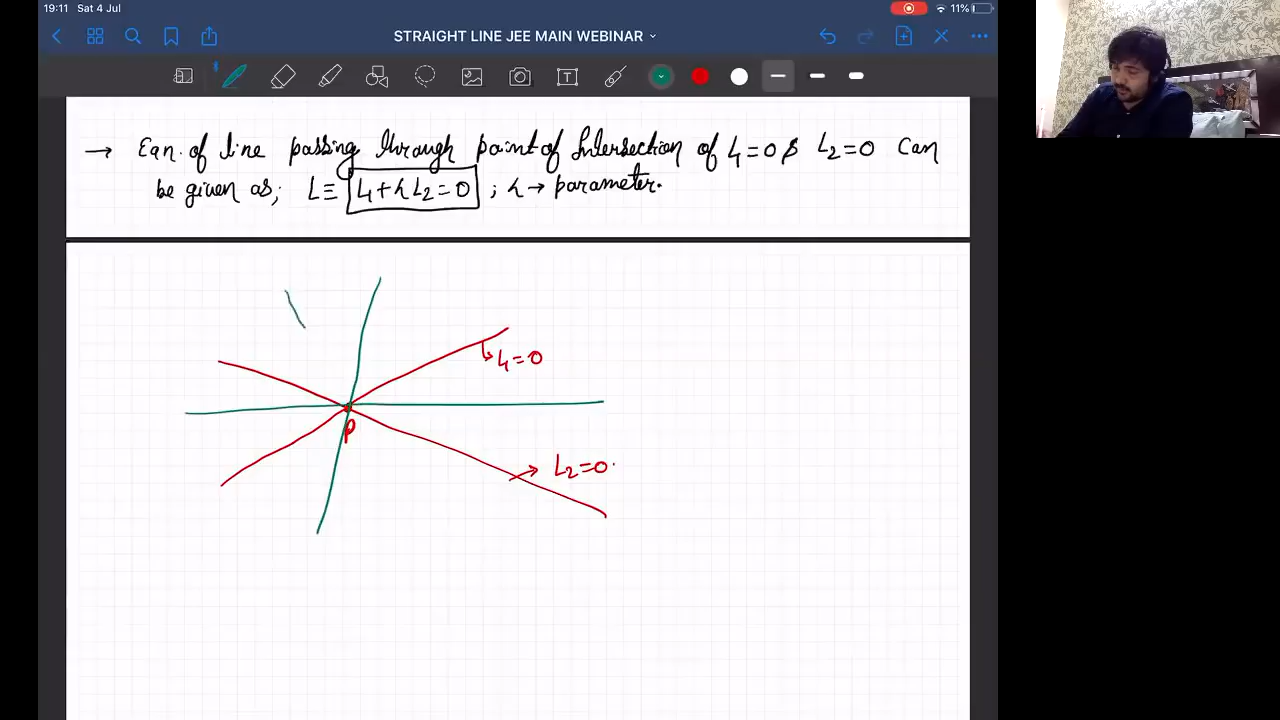 19:11 Sat 4 Jul
11%
STRAIGHT LINE JEE MAIN WEBINAR
T
→ Eqn. of line passing through point of Intersection of L₁=0 & L₂=0 Can
be given as; L≡ L₁+λL₂=0 ; λ→ parameter.
L₁=0
P
L₂=0.